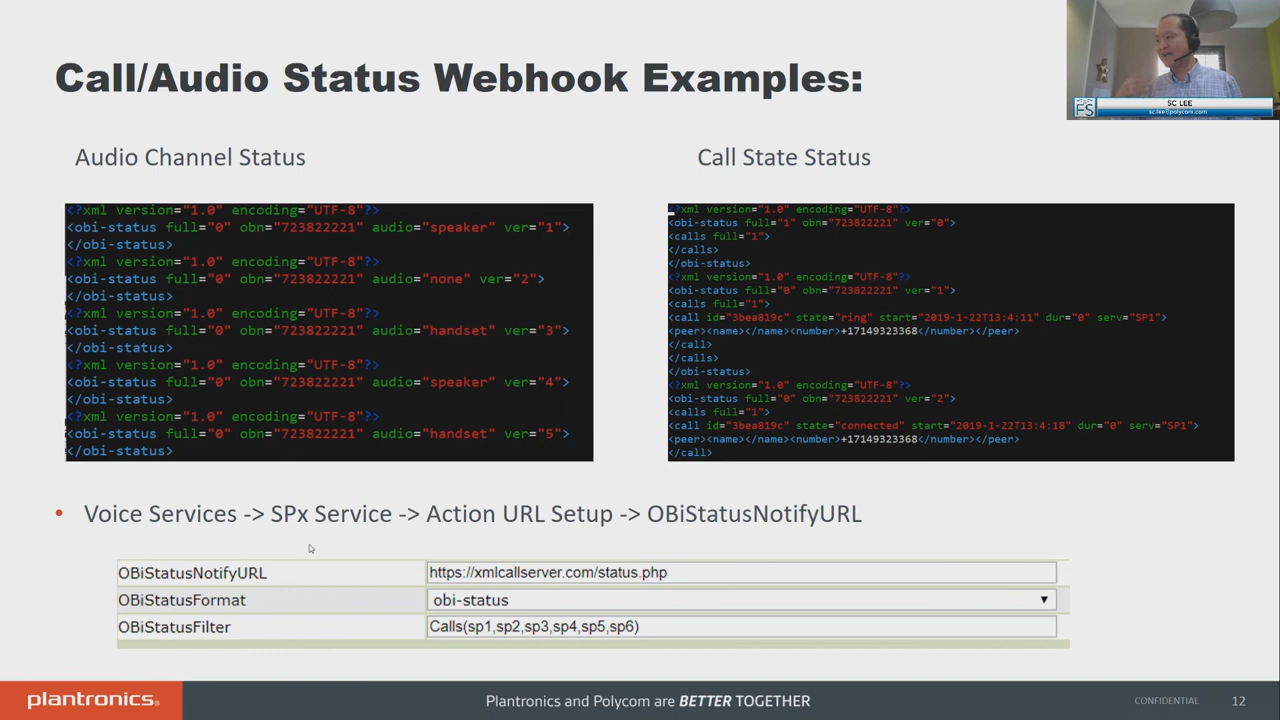 Call/Audio Status Webhook Examples:
SC LEE
sc.lee@polycom.com
Audio Channel Status
<?xml version="1.0" encoding="UTF-8"?>
<obi-status full="0" obn="723822221" audio="speaker" ver="1">
</obi-status>
<?xml version="1.0" encoding="UTF-8"?>
<obi-status full="0" obn="723822221" audio="none" ver="2">
</obi-status>
<?xml version="1.0" encoding="UTF-8"?>
<obi-status full="0" obn="723822221" audio="handset" ver="3">
</obi-status>
<?xml version="1.0" encoding="UTF-8"?>
<obi-status full="0" obn="723822221" audio="speaker" ver="4">
</obi-status>
<?xml version="1.0" encoding="UTF-8"?>
<obi-status full="0" obn="723822221" audio="handset" ver="5">
</obi-status>
Call State Status
<?xml version="1.0" encoding="UTF-8"?>
<obi-status full="1" obn="723822221" ver="0">
<calls full="1">
</calls>
</obi-status>
<?xml version="1.0" encoding="UTF-8"?>
<obi-status full="0" obn="723822221" ver="1">
<calls full="1">
<call id="3bea819c" state="ring" start="2019-1-22T13:4:11" dur="0" serv="SP1">
<peer><name></name><number>+17149323368</number></peer>
</call>
</calls>
</obi-status>
<?xml version="1.0" encoding="UTF-8"?>
<obi-status full="0" obn="723822221" ver="2">
<calls full="1">
<call id="3bea819c" state="connected" start="2019-1-22T13:4:18" dur="0" serv="SP1">
<peer><name></name><number>+17149323368</number></peer>
</call>
• Voice Services -> SPx Service -> Action URL Setup -> OBiStatusNotifyURL
OBiStatusNotifyURL https://xmlcallserver.com/status.php
OBiStatusFormat obi-status
OBiStatusFilter Calls(sp1,sp2,sp3,sp4,sp5,sp6)
plantronics.
Plantronics and Polycom are BETTER TOGETHER
CONFIDENTIAL
12